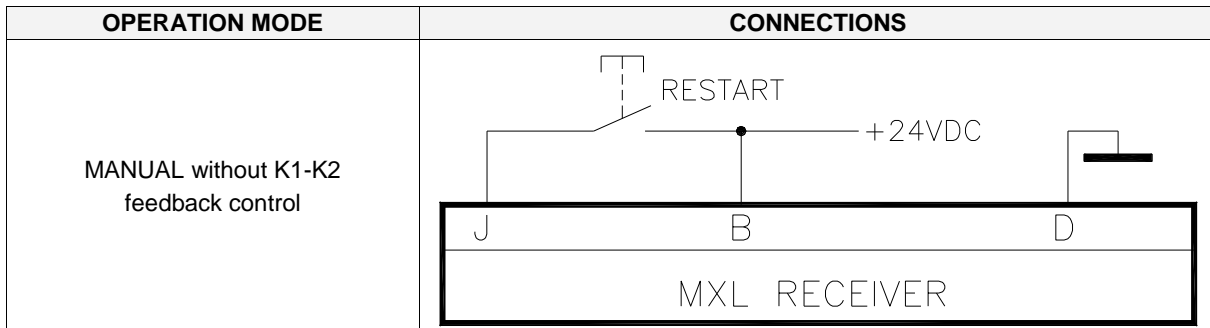 OPERATION MODE
CONNECTIONS
MANUAL without K1-K2
feedback control
RESTART
+24VDC
J
B
D
MXL RECEIVER